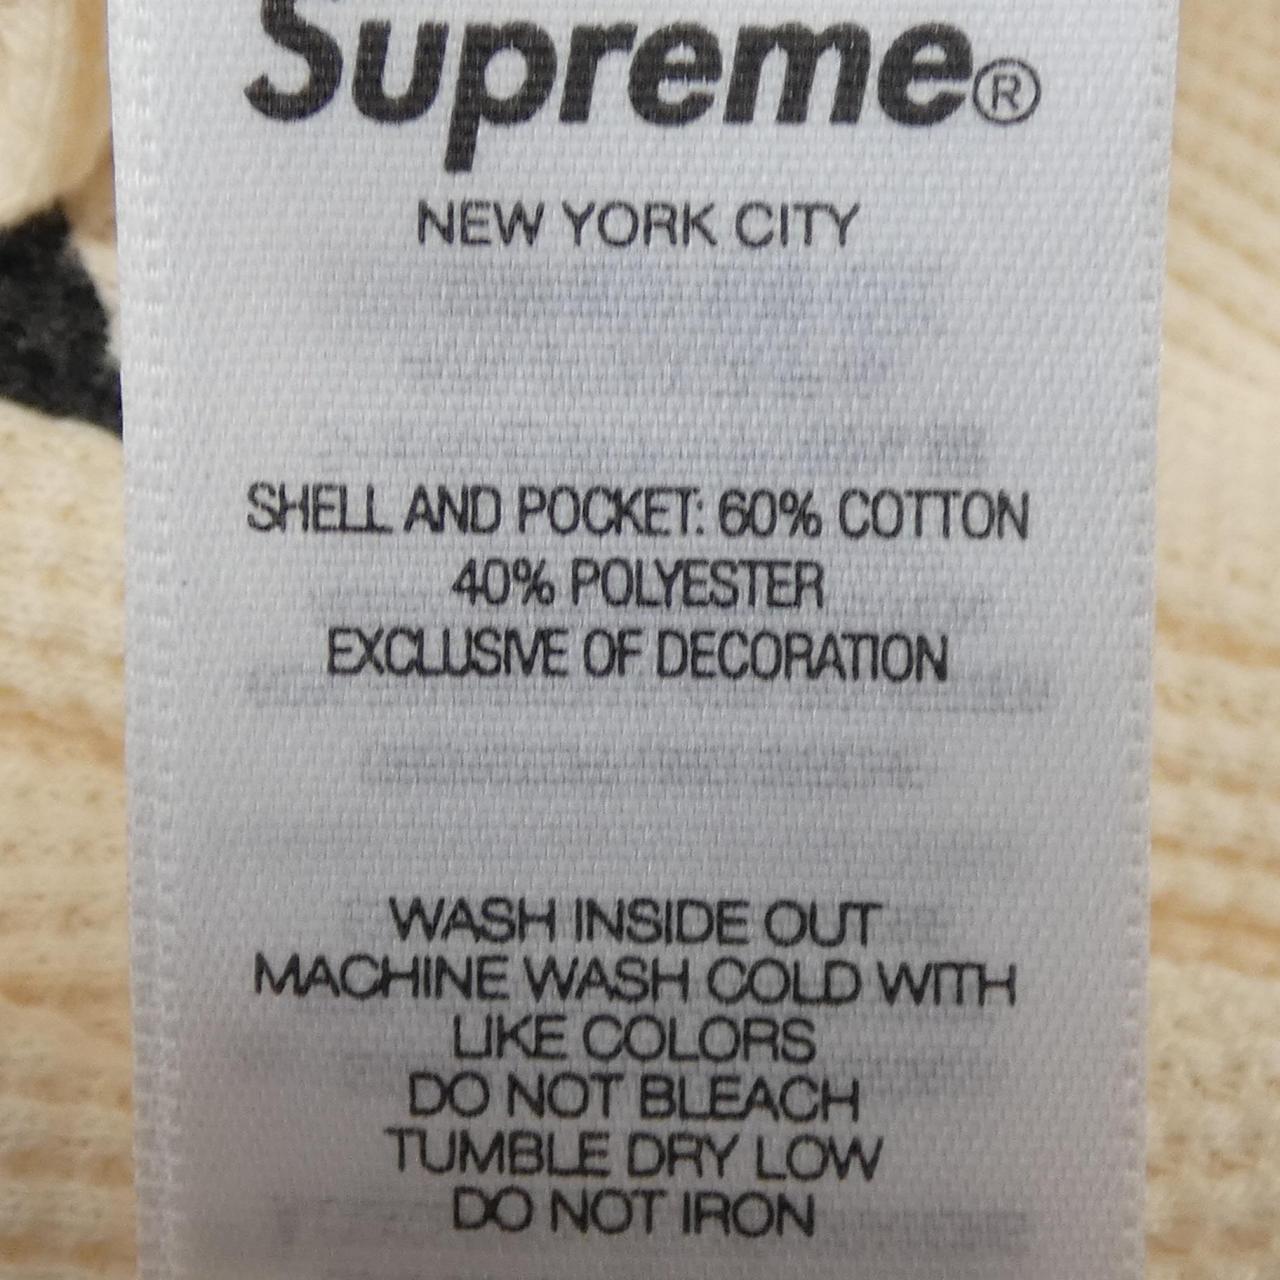 Supreme®
NEW YORK CITY
SHELL AND POCKET: 60% COTTON
40% POLYESTER
EXCLUSIVE OF DECORATION
WASH INSIDE OUT
MACHINE WASH COLD WITH
LIKE COLORS
DO NOT BLEACH
TUMBLE DRY LOW
DO NOT IRON